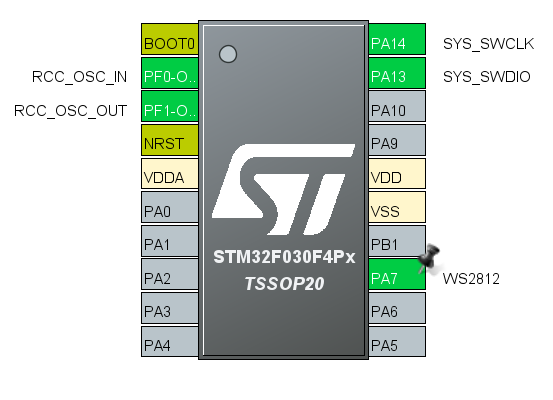 BOOT0 PA14 SYS_SWCLK
RCC_OSC_IN PF0-O.. PA13 SYS_SWDIO
RCC_OSC_OUT PF1-O.. PA10
NRST PA9
VDDA VDD
PA0 VSS
PA1 PB1
PA2 PA7 WS2812
PA3 PA6
PA4 PA5
ST
STM32F030F4Px
TSSOP20